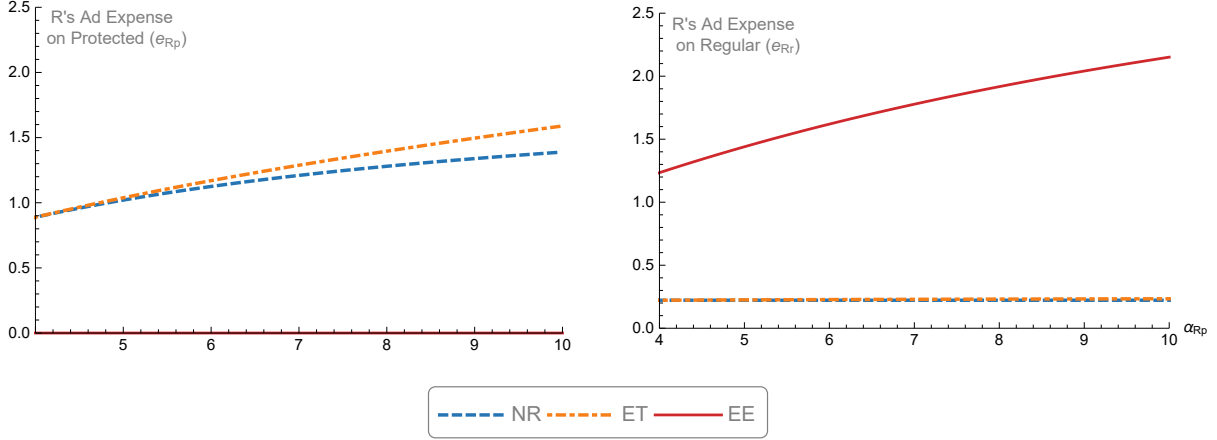 R's Ad Expense
on Protected (eRp)
2.5
2.0
1.5
1.0
0.5
0.0
5 6 7 8 9 10
R's Ad Expense
on Regular (eRr)
2.5
2.0
1.5
1.0
0.5
0.0
4 5 6 7 8 9 10
αRp
NR ET EE